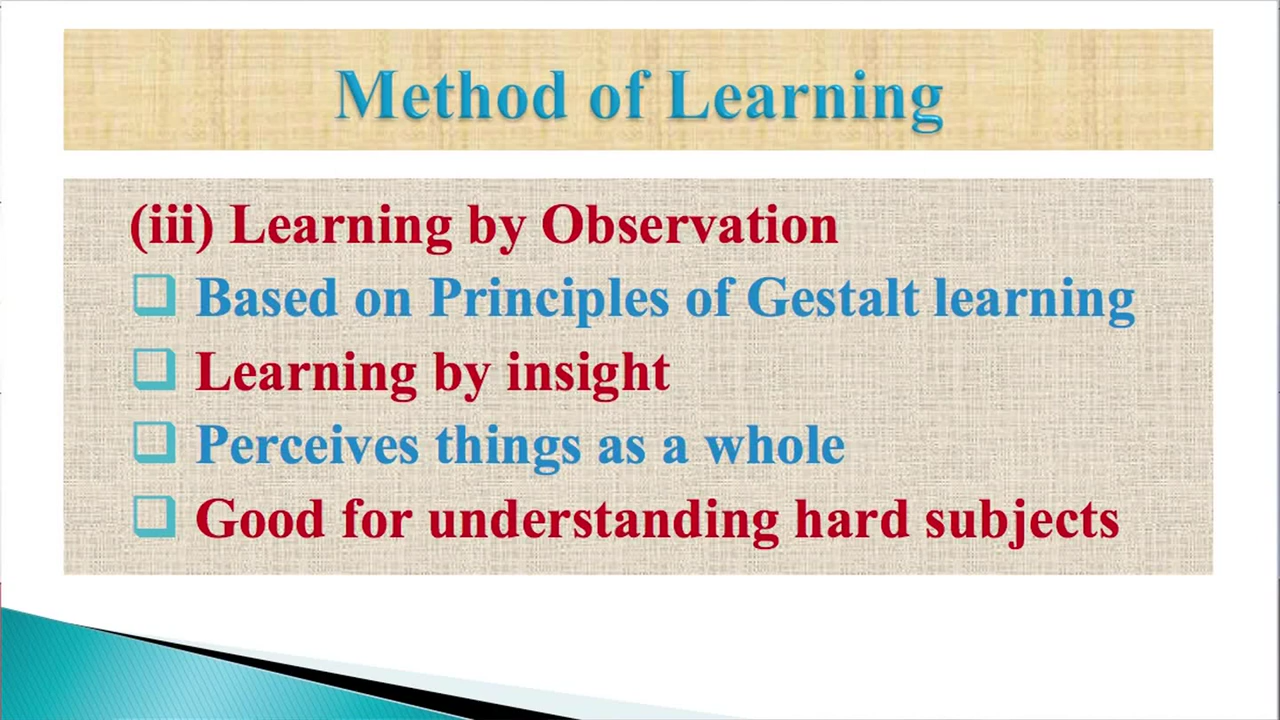 Method of Learning
(iii) Learning by Observation
Based on Principles of Gestalt learning
Learning by insight
Perceives things as a whole
Good for understanding hard subjects